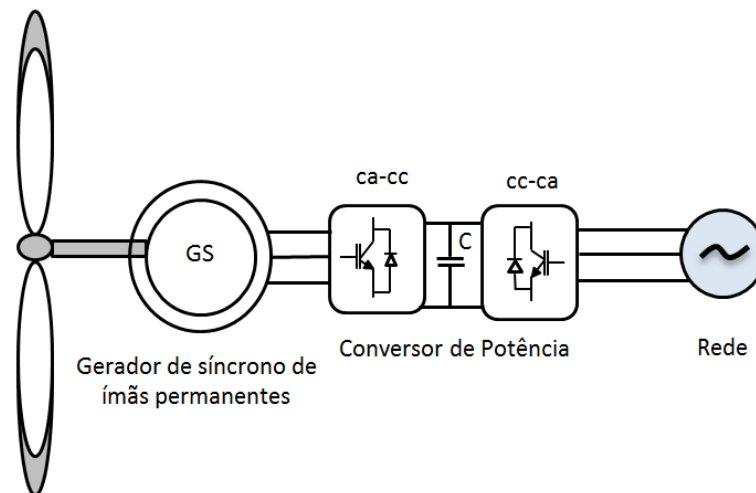 ca-cc
cc-ca
GS
C
Gerador de síncrono de
ímãs permanentes
Conversor de Potência
Rede